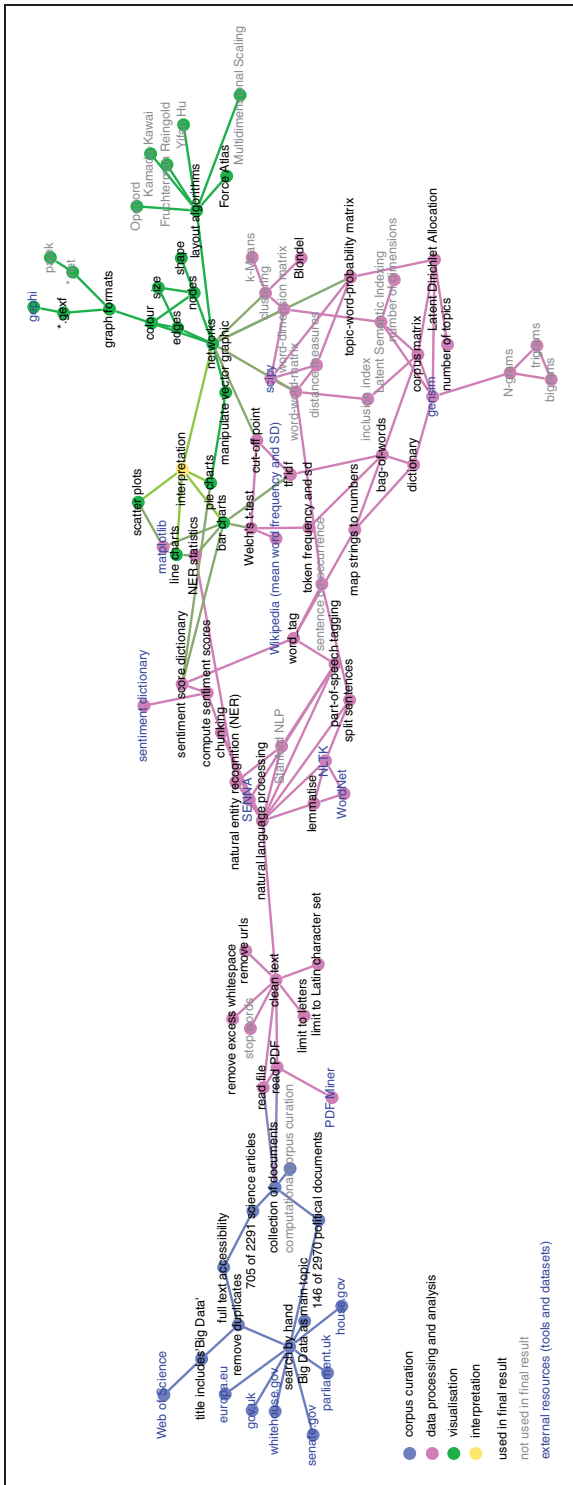 Web of Science
title includes'Big Data'
europa.eu
gov.uk
whitehouse.gov
senate.gov
parliament.uk
house.gov
search by hand
remove duplicates
full text accessibility
Big Data as main topic
705 of 2291 science articles
146 of 2970 political documents
collection of documents
computational corpus curation
read file
read PDF
PDF Miner
clean text
remove excess whitespace
stop words
remove urls
limit to letters
limit to Latin character set
natural language processing
natural entity recognition (NER)
SENNA
Stanford NLP
lemmatise
NLTK
WordNet
split sentences
part-of-speech tagging
chunking
compute sentiment scores
sentiment score dictionary
sentiment dictionary
word_tag
sentence co-occurrence
token frequency and sd
Wikipedia (mean word frequency and SD)
Welch's t-test
cut-off point
tf idf
map strings to numbers
dictionary
bag-of-words
corpus matrix
gensim
N-grams
bigrams
trigrams
number of topics
Latent Dirichlet Allocation
Latent Semantic Indexing
number of dimensions
inclusion index
distance measures
word-word-matrix
word-dimension matrix
topic-word-probability matrix
scipy
clustering
k-Means
Blondel
NER statistics
line charts
matplotlib
scatter plots
bar charts
pie charts
interpretation
manipulate vector graphic
networks
edges
nodes
colour
size
shape
graph formats
*.gexf
gephi
*.net
pajek
layout algorithms
OpenOrd
Kamada Kawai
Fruchterman Reingold
Yifan Hu
Force Atlas
Multidimensional Scaling
corpus curation
data processing and analysis
visualisation
interpretation
used in final result
not used in final result
external resources (tools and datasets)